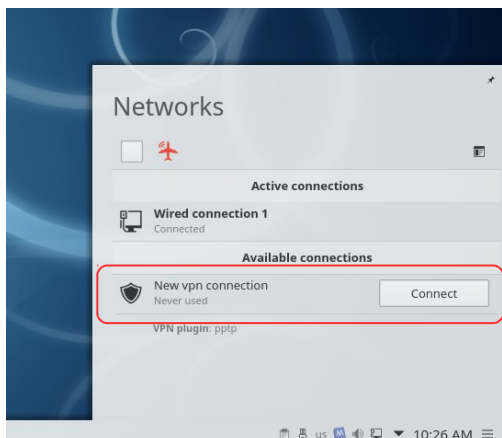 Networks
Active connections
Wired connection 1
Connected
Available connections
New vpn connection
Never used
Connect
VPN plugin: pptp
us M 10:26 AM